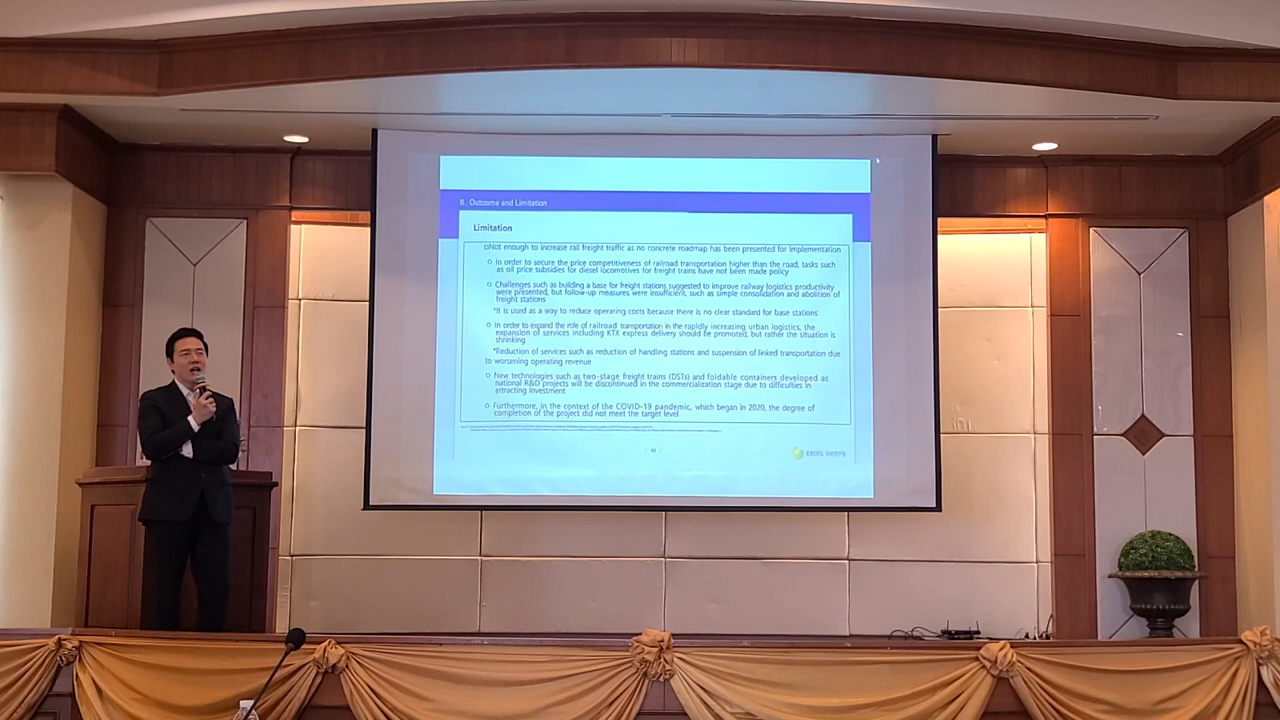 Ⅲ. Outcome and Limitation
Limitation
□Not enough to increase rail freight traffic as no concrete roadmap has been presented for implementation
○ In order to secure the price competitiveness of railroad transportation higher than the road, tasks such
as oil price subsidies for diesel locomotives for freight trains have not been made policy
○ Challenges such as building a base for freight stations suggested to improve railway logistics productivity
were presented, but follow-up measures were insufficient, such as simple consolidation and abolition of
freight stations
*It is used as a way to reduce operating costs because there is no clear standard for base stations
○ In order to expand the role of railroad transportation in the rapidly increasing urban logistics, the
expansion of services including KTX express delivery should be promoted, but rather the situation is
shrinking
*Reduction of services such as reduction of handling stations and suspension of linked transportation due
to worsening operating revenue
○ New technologies such as two-stage freight trains (DSTs) and foldable containers developed as
national R&D projects will be discontinued in the commercialization stage due to difficulties in
attracting investment
○ Furthermore, in the context of the COVID-19 pandemic, which began in 2020, the degree of
completion of the project did not meet the target level